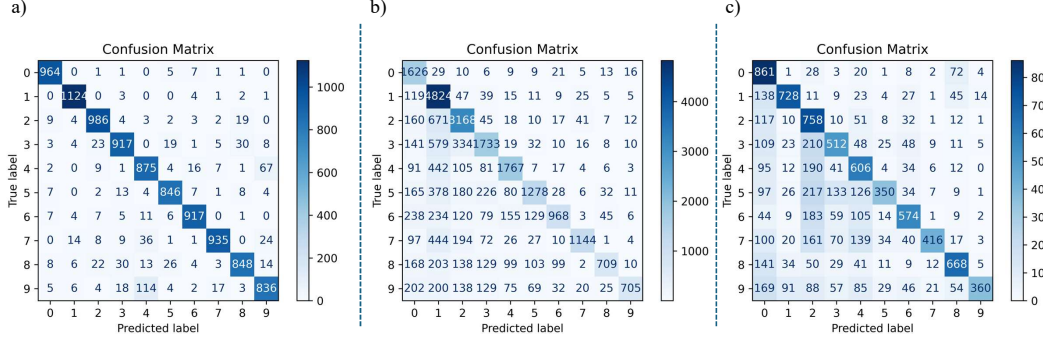 a)
Confusion Matrix
True label
0 964 0 1 1 0 5 7 1 1 0
1 0 1124 0 3 0 0 4 1 2 1
2 9 4 986 4 3 2 3 2 19 0
3 3 4 23 917 0 19 1 5 30 8
4 2 0 9 1 875 4 16 7 1 67
5 7 0 2 13 4 846 7 1 8 4
6 7 4 7 5 11 6 917 0 1 0
7 0 14 8 9 36 1 1 935 0 24
8 8 6 22 30 13 26 4 3 848 14
9 5 6 4 18 114 4 2 17 3 836
0 1 2 3 4 5 6 7 8 9
Predicted label
1000
800
600
400
200
0
b)
Confusion Matrix
True label
0 1626 29 10 6 9 9 21 5 13 16
1 119 4824 47 39 15 11 9 25 5 5
2 160 671 3168 45 18 10 17 41 7 12
3 141 579 334 1733 19 32 10 16 8 10
4 91 442 105 81 1767 7 17 4 6 3
5 165 378 180 226 80 1278 28 6 32 11
6 238 234 120 79 155 129 968 3 45 6
7 97 444 194 72 26 27 10 1144 1 4
8 168 203 138 129 99 103 99 2 709 10
9 202 200 138 129 75 69 32 20 25 705
0 1 2 3 4 5 6 7 8 9
Predicted label
4000
3000
2000
1000
c)
Confusion Matrix
True label
0 861 1 28 3 20 1 8 2 72 4
1 138 728 11 9 23 4 27 1 45 14
2 117 10 758 10 51 8 32 1 12 1
3 109 23 210 512 48 25 48 9 11 5
4 95 12 190 41 606 4 34 6 12 0
5 97 26 217 133 126 350 34 7 9 1
6 44 9 183 59 105 14 574 1 9 2
7 100 20 161 70 139 34 40 416 17 3
8 141 34 50 29 41 11 9 12 668 5
9 169 91 88 57 85 29 46 21 54 360
0 1 2 3 4 5 6 7 8 9
Predicted label
0